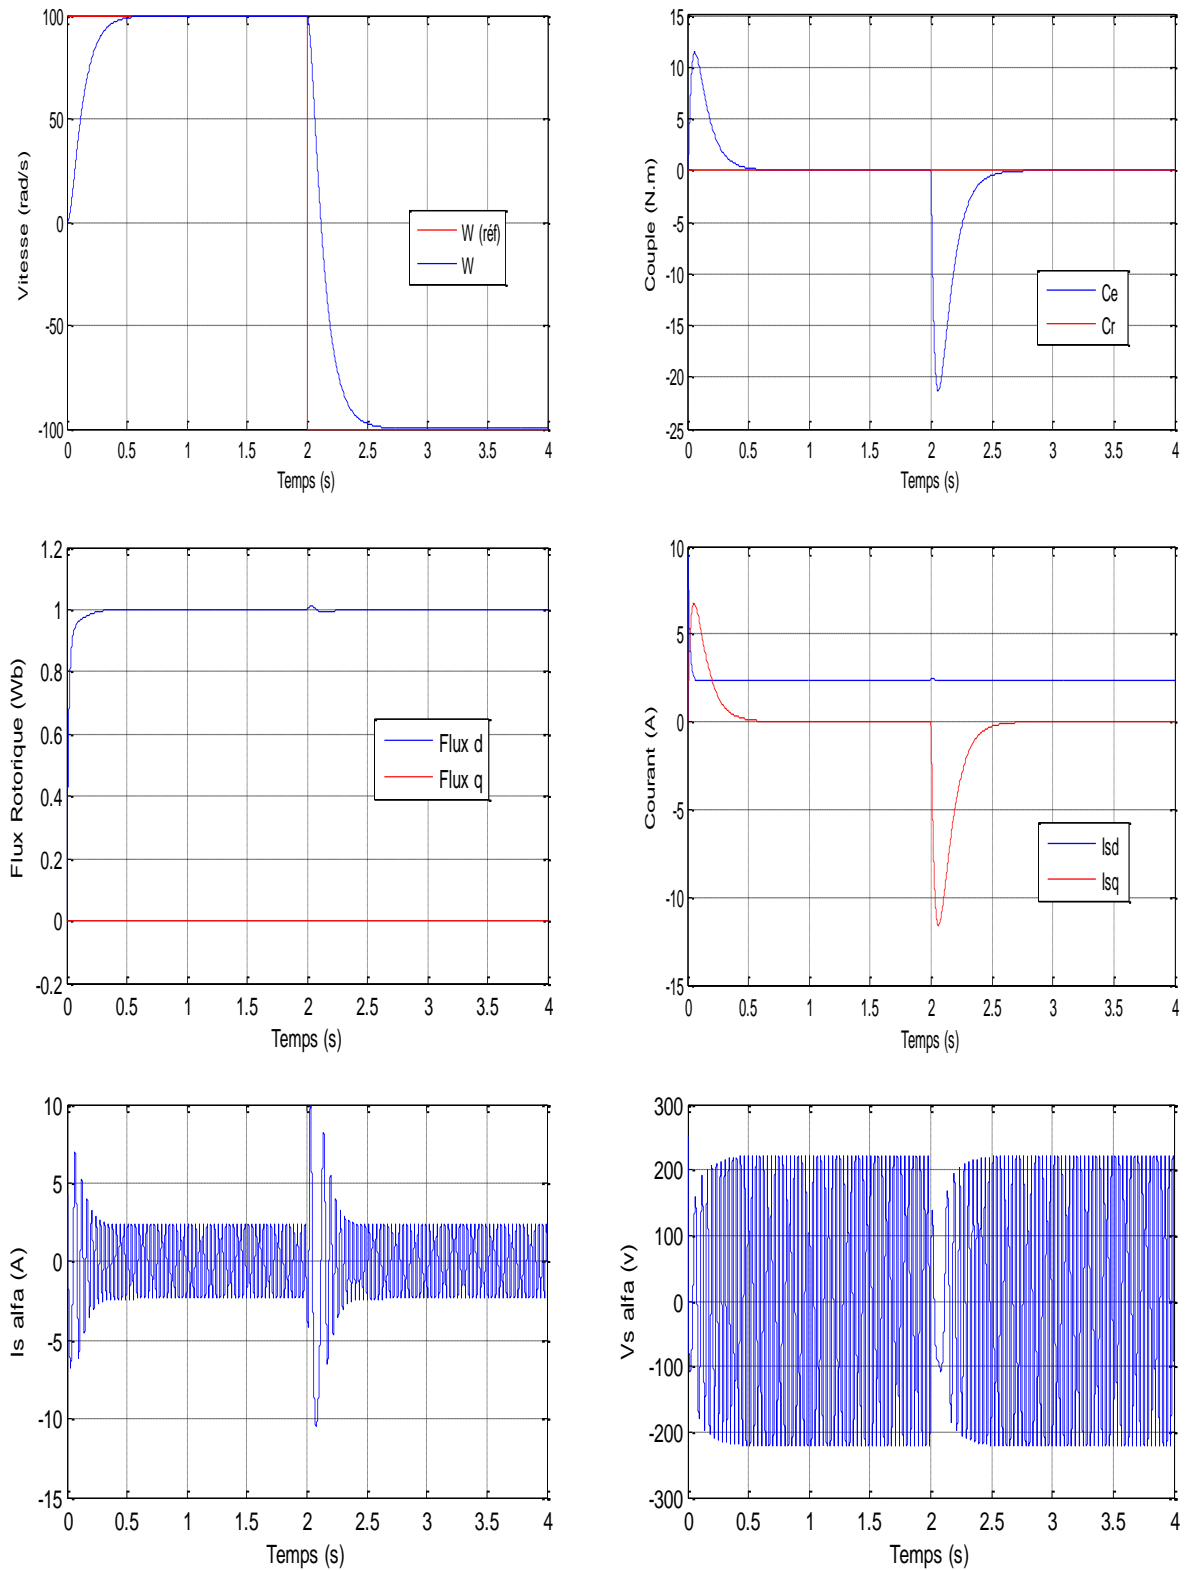 100
50
0
-50
-100
Vitesse (rad/s)
W (réf)
W
0 0.5 1 1.5 2 2.5 3 3.5 4
Temps (s)
15
10
5
0
-5
-10
-15
-20
-25
Couple (N.m)
Ce
Cr
0 0.5 1 1.5 2 2.5 3 3.5 4
Temps (s)
1.2
1
0.8
0.6
0.4
0.2
0
-0.2
Flux Rotorique (Wb)
Flux d
Flux q
0 0.5 1 1.5 2 2.5 3 3.5 4
Temps (s)
10
5
0
-5
-10
-15
Courant (A)
Isd
Isq
0 0.5 1 1.5 2 2.5 3 3.5 4
Temps (s)
10
5
0
-5
-10
-15
Is alfa (A)
0 0.5 1 1.5 2 2.5 3 3.5 4
Temps (s)
300
200
100
0
-100
-200
-300
Vs alfa (v)
0 0.5 1 1.5 2 2.5 3 3.5 4
Temps (s)